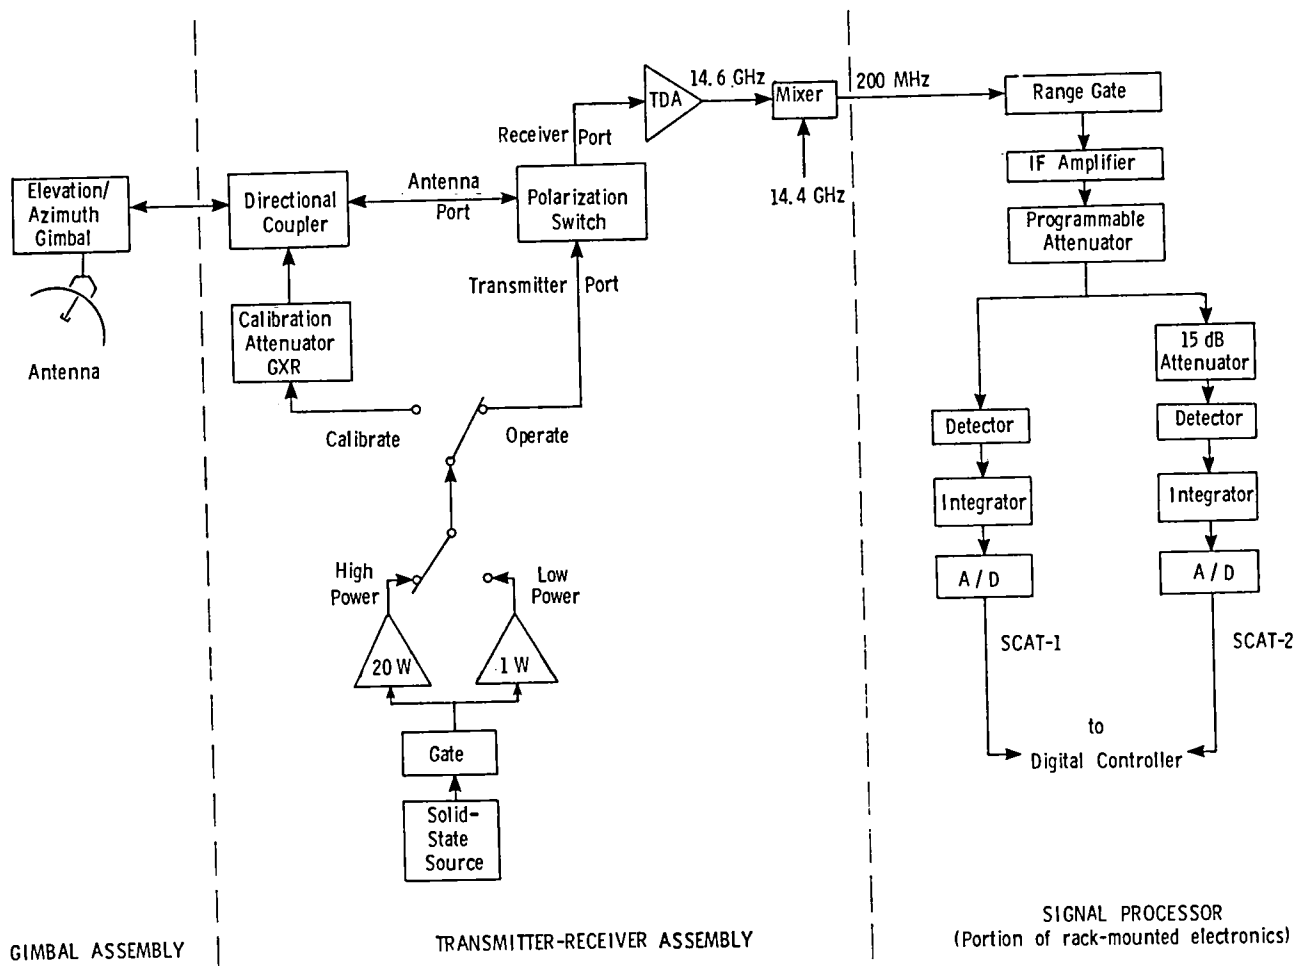 Elevation/
Azimuth
Gimbal
Antenna
GIMBAL ASSEMBLY
Directional
Coupler
Calibration
Attenuator
GXR
Antenna
Port
Receiver Port
Polarization
Switch
Transmitter Port
TDA
14.6 GHz
Mixer
14.4 GHz
Calibrate
Operate
High
Power
Low
Power
20 W
1 W
Gate
Solid-
State
Source
TRANSMITTER-RECEIVER ASSEMBLY
200 MHz
Range Gate
IF Amplifier
Programmable
Attenuator
15 dB
Attenuator
Detector
Detector
Integrator
Integrator
A/D
A/D
SCAT-1
SCAT-2
to
Digital Controller
SIGNAL PROCESSOR
(Portion of rack-mounted electronics)